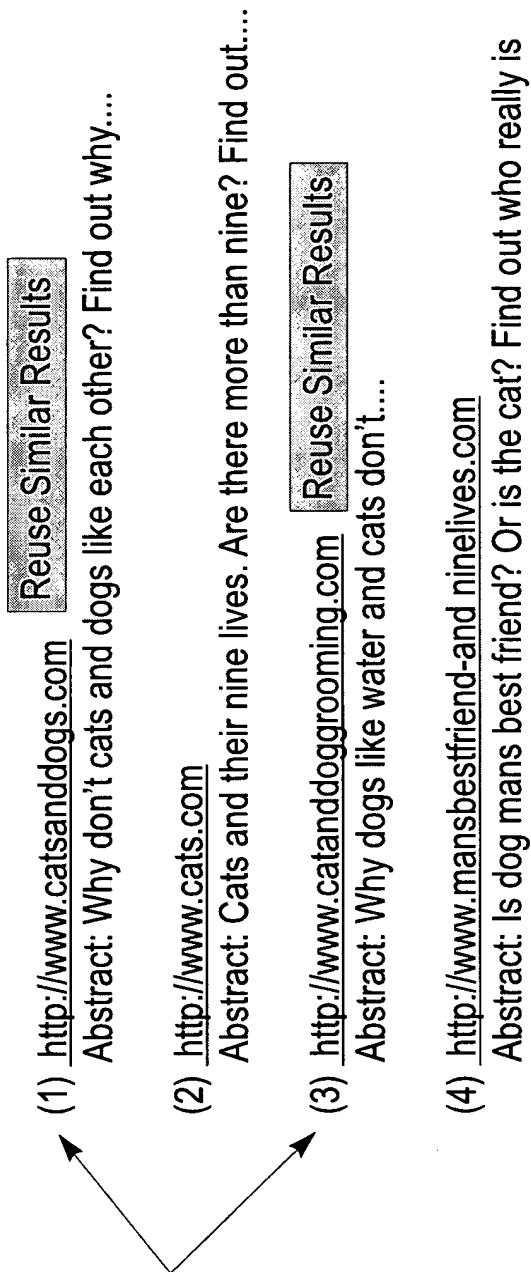 (1) http://www.catsanddogs.com Reuse Similar Results
Abstract: Why don't cats and dogs like each other? Find out why....
(2) http://www.cats.com
Abstract: Cats and their nine lives. Are there more than nine? Find out....
(3) http://www.catanddoggrooming.com Reuse Similar Results
Abstract: Why dogs like water and cats don't....
(4) http://www.mansbestfriend-and ninelives.com
Abstract: Is dog mans best friend? Or is the cat? Find out who really is